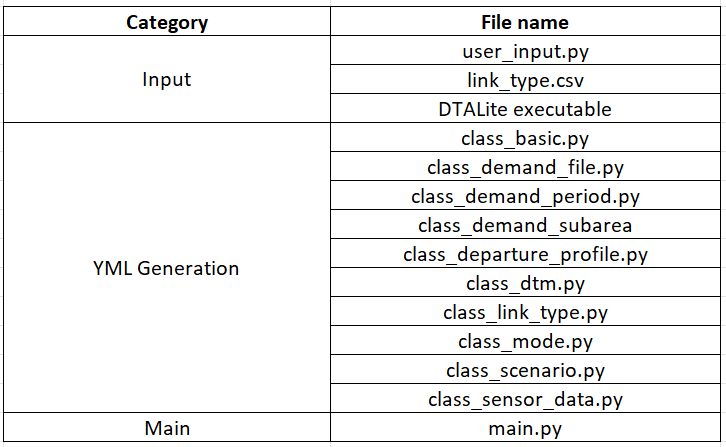 Category File name
Input
user_input.py
link_type.csv
DTALite executable
YML Generation
class_basic.py
class_demand_file.py
class_demand_period.py
class_demand_subarea
class_departure_profile.py
class_dtm.py
class_link_type.py
class_mode.py
class_scenario.py
class_sensor_data.py
Main main.py